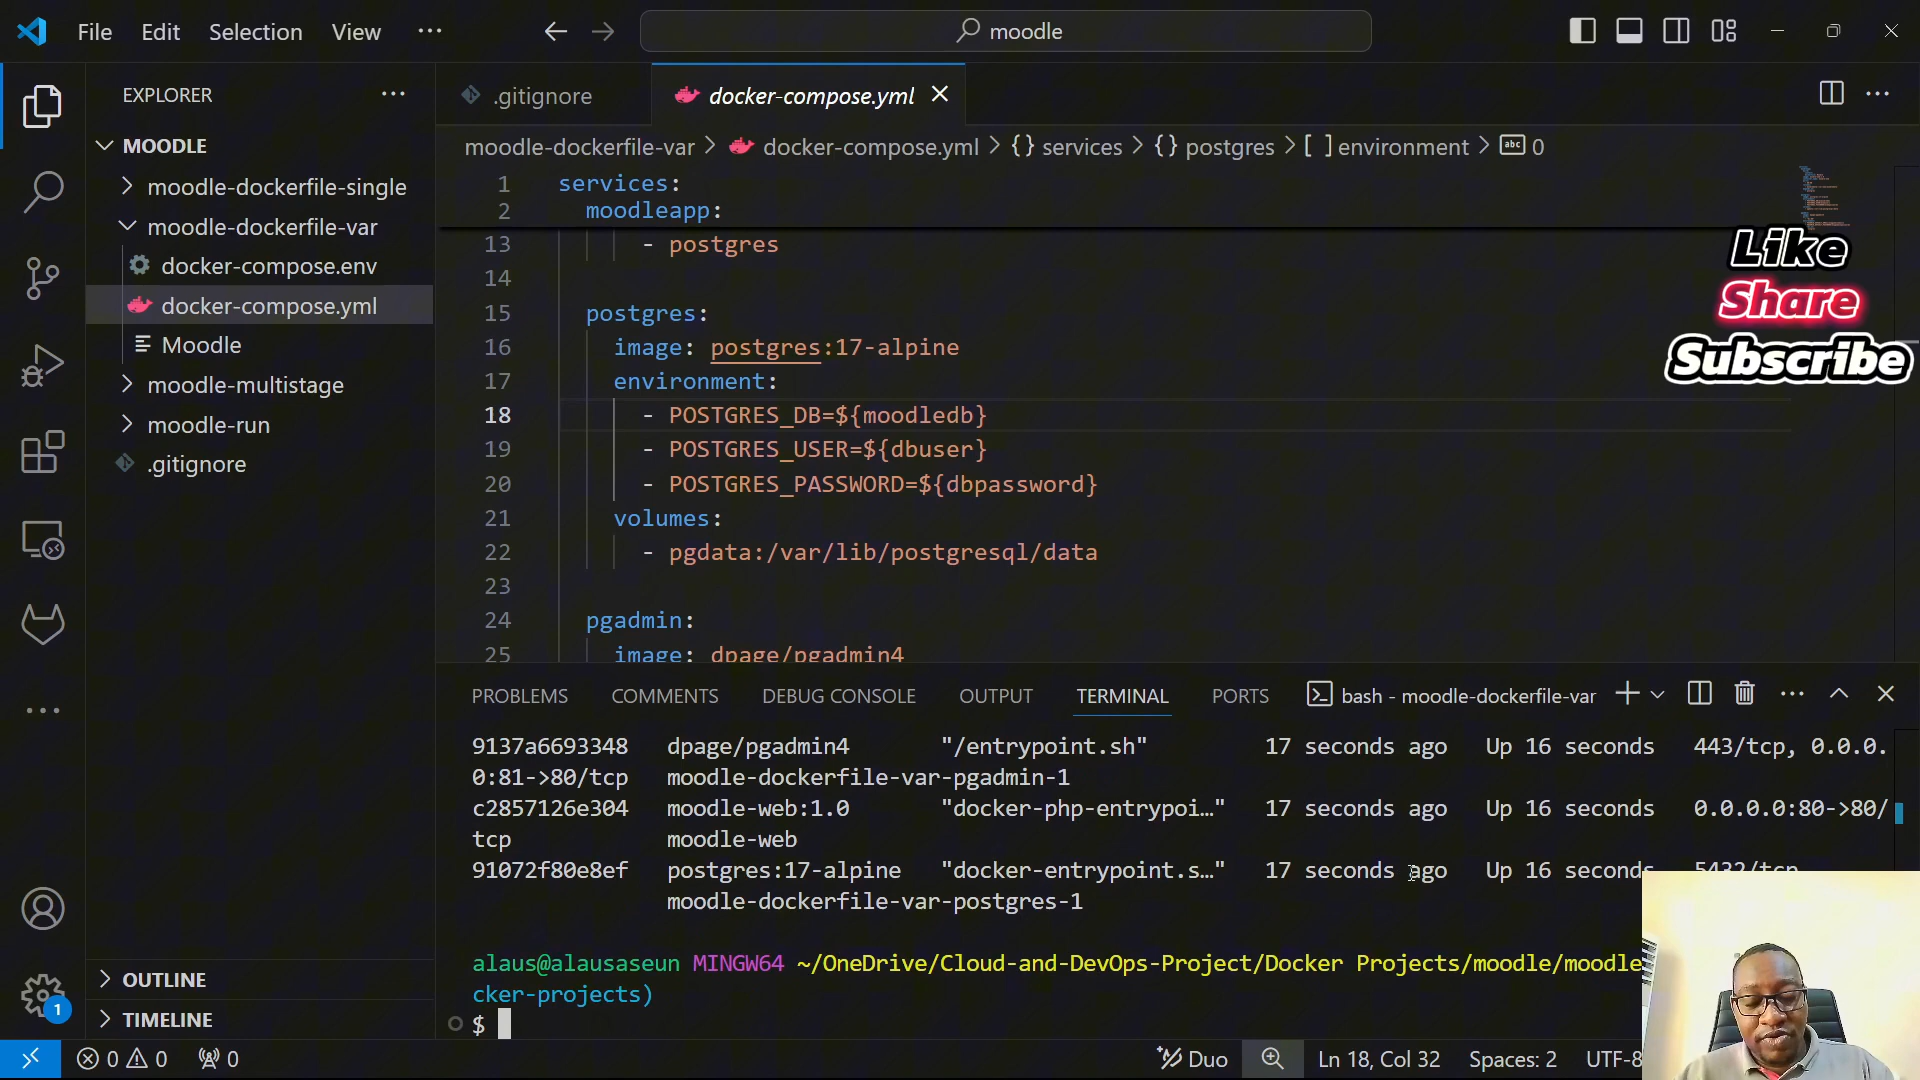 File Edit Selection View ··· moodle
EXPLORER ···
.gitignore docker-compose.yml
MOODLE
moodle-dockerfile-single
moodle-dockerfile-var
docker-compose.env
docker-compose.yml
Moodle
moodle-multistage
moodle-run
.gitignore
OUTLINE
TIMELINE
moodle-dockerfile-var > docker-compose.yml > {} services > {} postgres > [ ] environment > abc 0
1 services:
2 moodleapp:
13 - postgres
14
15 postgres:
16 image: postgres:17-alpine
17 environment:
18 - POSTGRES_DB=${moodledb}
19 - POSTGRES_USER=${dbuser}
20 - POSTGRES_PASSWORD=${dbpassword}
21 volumes:
22 - pgdata:/var/lib/postgresql/data
23
24 pgadmin:
25 image: dpage/pgadmin4
Like
Share
Subscribe
PROBLEMS COMMENTS DEBUG CONSOLE OUTPUT TERMINAL PORTS bash - moodle-dockerfile-var
9137a6693348 dpage/pgadmin4 "/entrypoint.sh" 17 seconds ago Up 16 seconds 443/tcp, 0.0.0.
0:81->80/tcp moodle-dockerfile-var-pgadmin-1
c2857126e304 moodle-web:1.0 "docker-php-entrypoi…" 17 seconds ago Up 16 seconds 0.0.0.0:80->80/
tcp moodle-web
91072f80e8ef postgres:17-alpine "docker-entrypoint.s…" 17 seconds ago Up 16 seconds 5432/tcp
moodle-dockerfile-var-postgres-1
alaus@alausaseun MINGW64 ~/OneDrive/Cloud-and-DevOps-Project/Docker Projects/moodle/moodle
cker-projects)
$
1
0 0 0 Duo Ln 18, Col 32 Spaces: 2 UTF-8